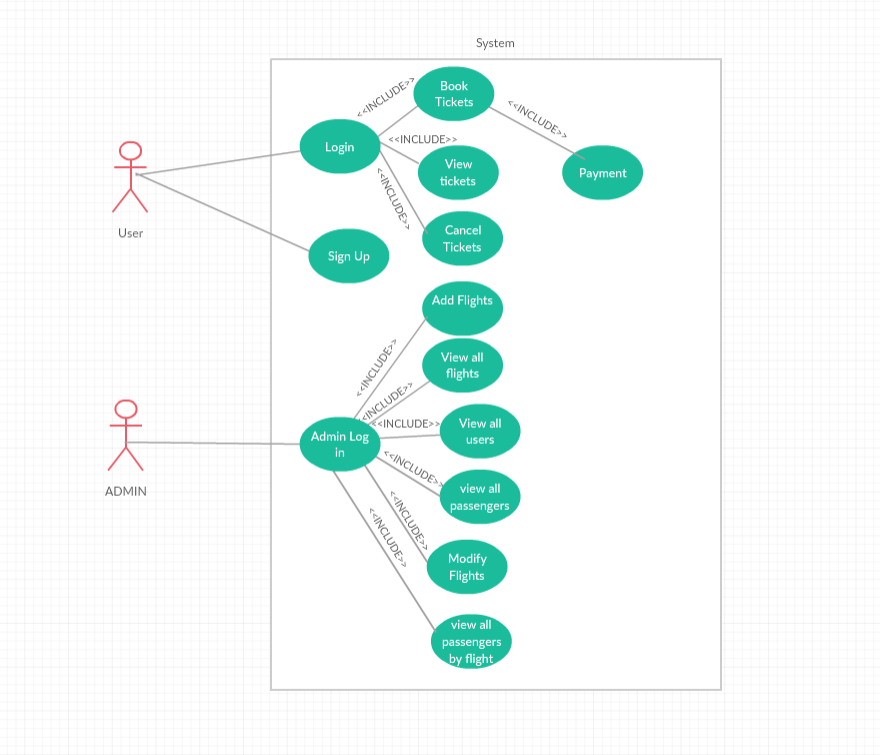 System
<<INCLUDE>>
Book
Tickets
<<INCLUDE>>
Login
<<INCLUDE>>
View
tickets
Payment
<<INCLUDE>>
User
Cancel
Tickets
Sign Up
Add Flights
<<INCLUDE>>
View all
flights
<<INCLUDE>>
<<INCLUDE>>
View all
users
Admin Log
in
<<INCLUDE>>
ADMIN
view all
passengers
<<INCLUDE>>
<<INCLUDE>>
Modify
Flights
view all
passengers
by flight